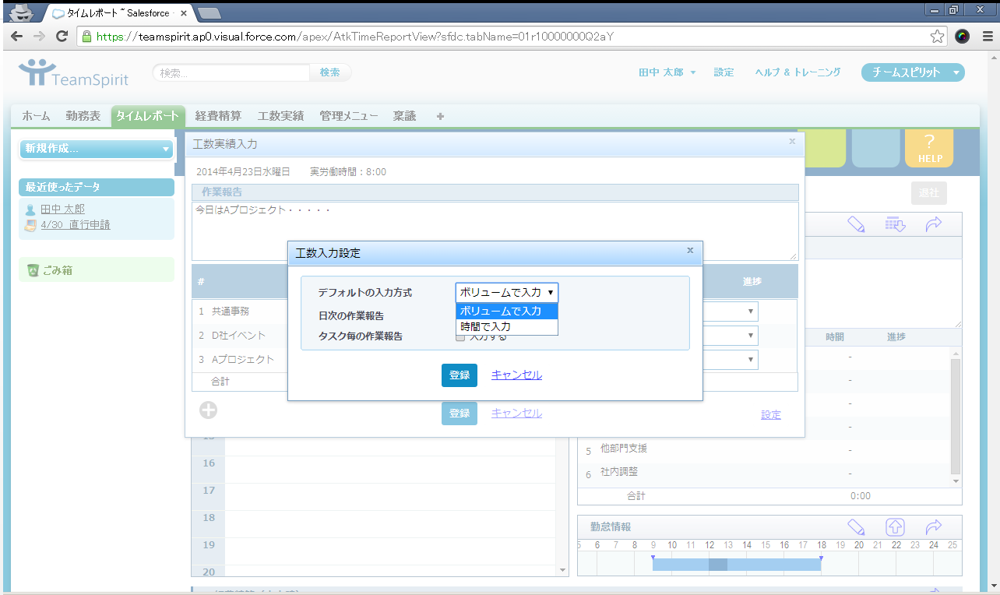 タイムレポート ~ Salesforce
https://teamspirit.ap0.visual.force.com/apex/AtkTimeReportView?sfdc.tabName=01r10000000Q2aY
TeamSpirit
検索...
検索
田中 太郎
設定
ヘルプ & トレーニング
チームスピリット
ホーム 勤務表 タイムレポート 経費精算 工数実績 管理メニュー 稟議 +
新規作成...
最近使ったデータ
田中 太郎
4/30 直行申請
ごみ箱
工数実績入力 x
? HELP
2014年4月23日水曜日 実労働時間:8:00
退社
作業報告
今日はAプロジェクト・・・・・
# 進捗
1 共通事務
2 D社イベント
3 Aプロジェクト
合計
登録 キャンセル 設定
工数入力設定 x
デフォルトの入力方式 ボリュームで入力
ボリュームで入力
時間で入力
日次の作業報告
タスク毎の作業報告 入力する
登録 キャンセル
時間 進捗
-
-
-
-
5 他部門支援 -
6 社内調整 -
合計 0:00
16
17
18
19
20
勤怠情報
5 6 7 8 9 10 11 12 13 14 15 16 17 18 19 20 21 22 23 24 25